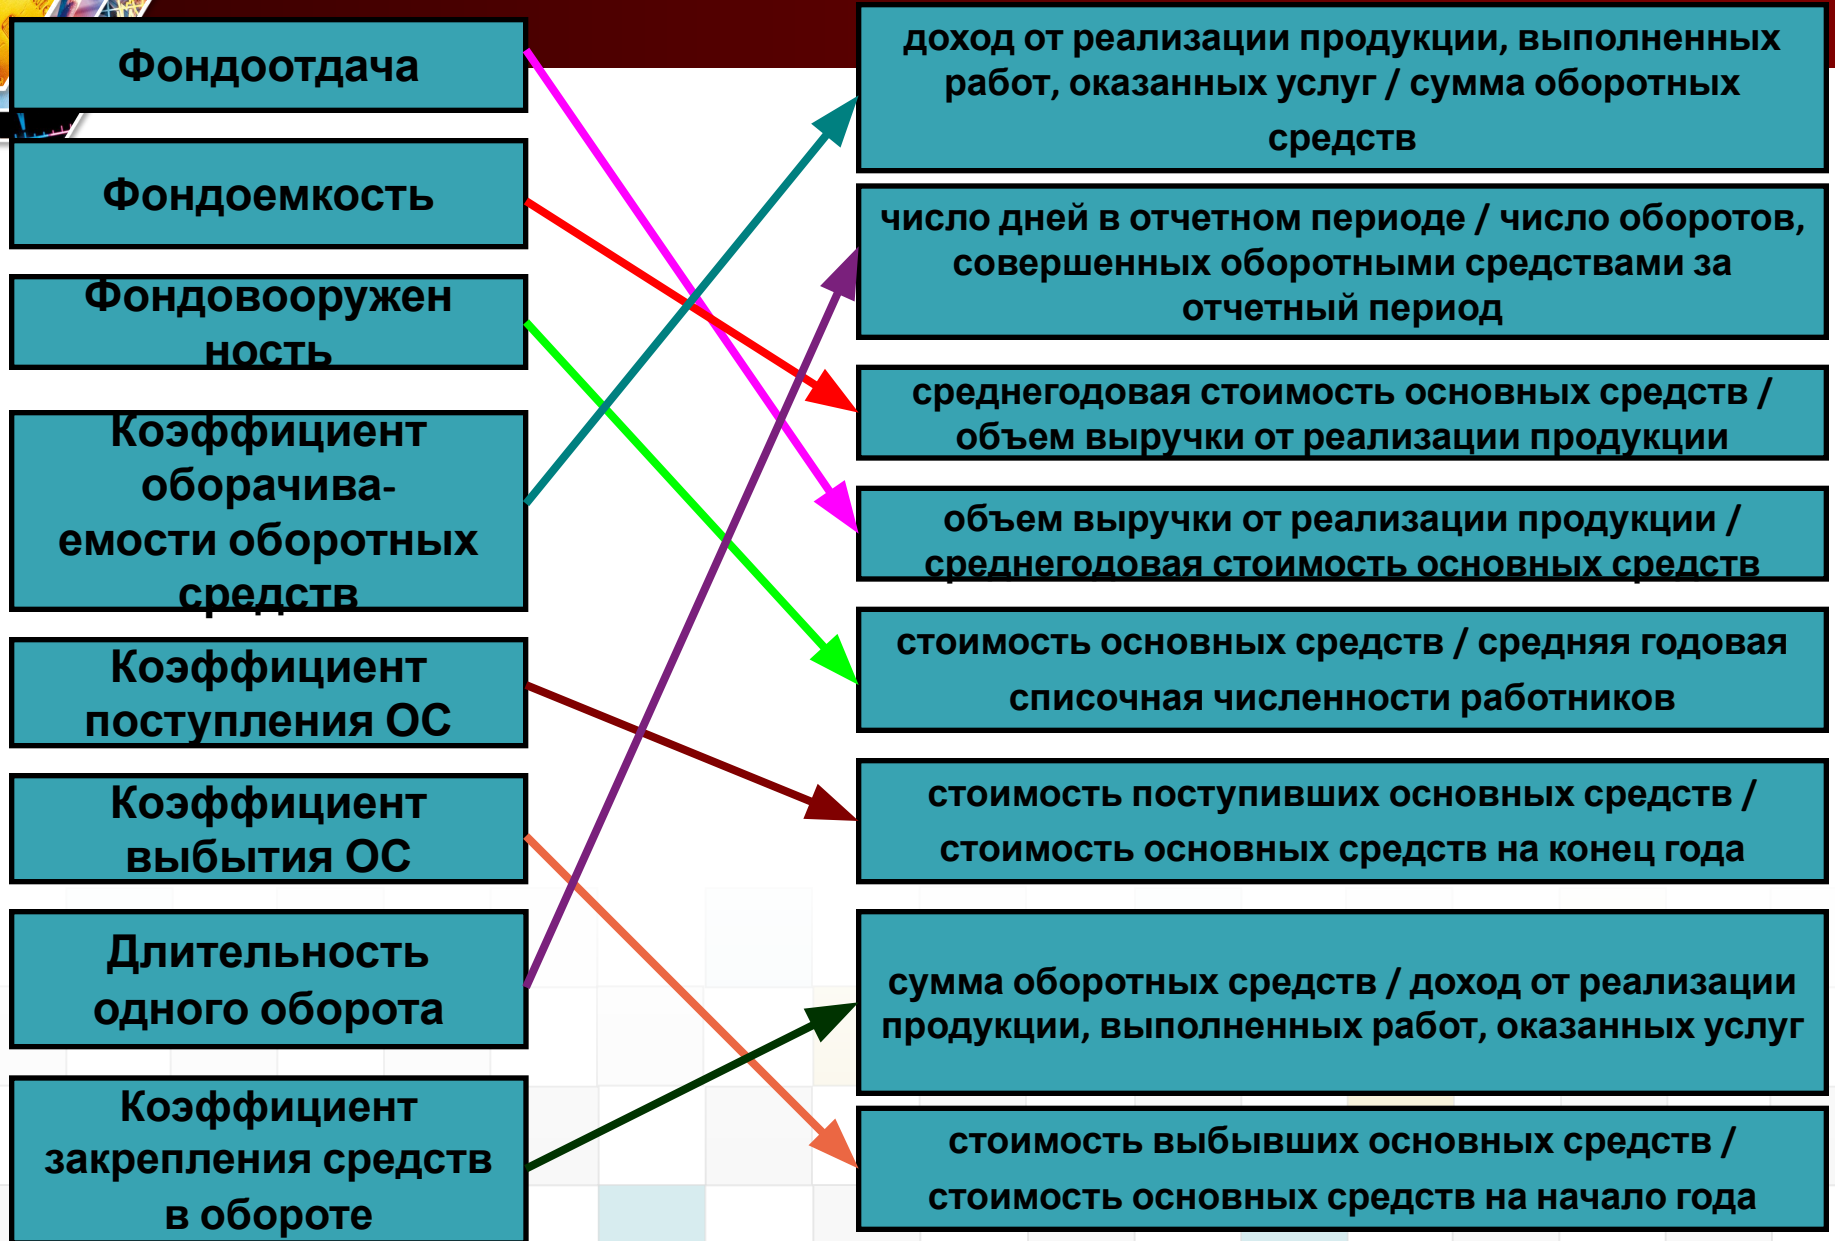 Фондоотдача
Фондоемкость
Фондовооружен
ность
Коэффициент
оборачива-
емости оборотных
средств
Коэффициент
поступления ОС
Коэффициент
выбытия ОС
Длительность
одного оборота
Коэффициент
закрепления средств
в обороте
доход от реализации продукции, выполненных
работ, оказанных услуг / сумма оборотных
средств
число дней в отчетном периоде / число оборотов,
совершенных оборотными средствами за
отчетный период
среднегодовая стоимость основных средств /
объем выручки от реализации продукции
объем выручки от реализации продукции /
среднегодовая стоимость основных средств
стоимость основных средств / средняя годовая
списочная численности работников
стоимость поступивших основных средств /
стоимость основных средств на конец года
сумма оборотных средств / доход от реализации
продукции, выполненных работ, оказанных услуг
стоимость выбывших основных средств /
стоимость основных средств на начало года